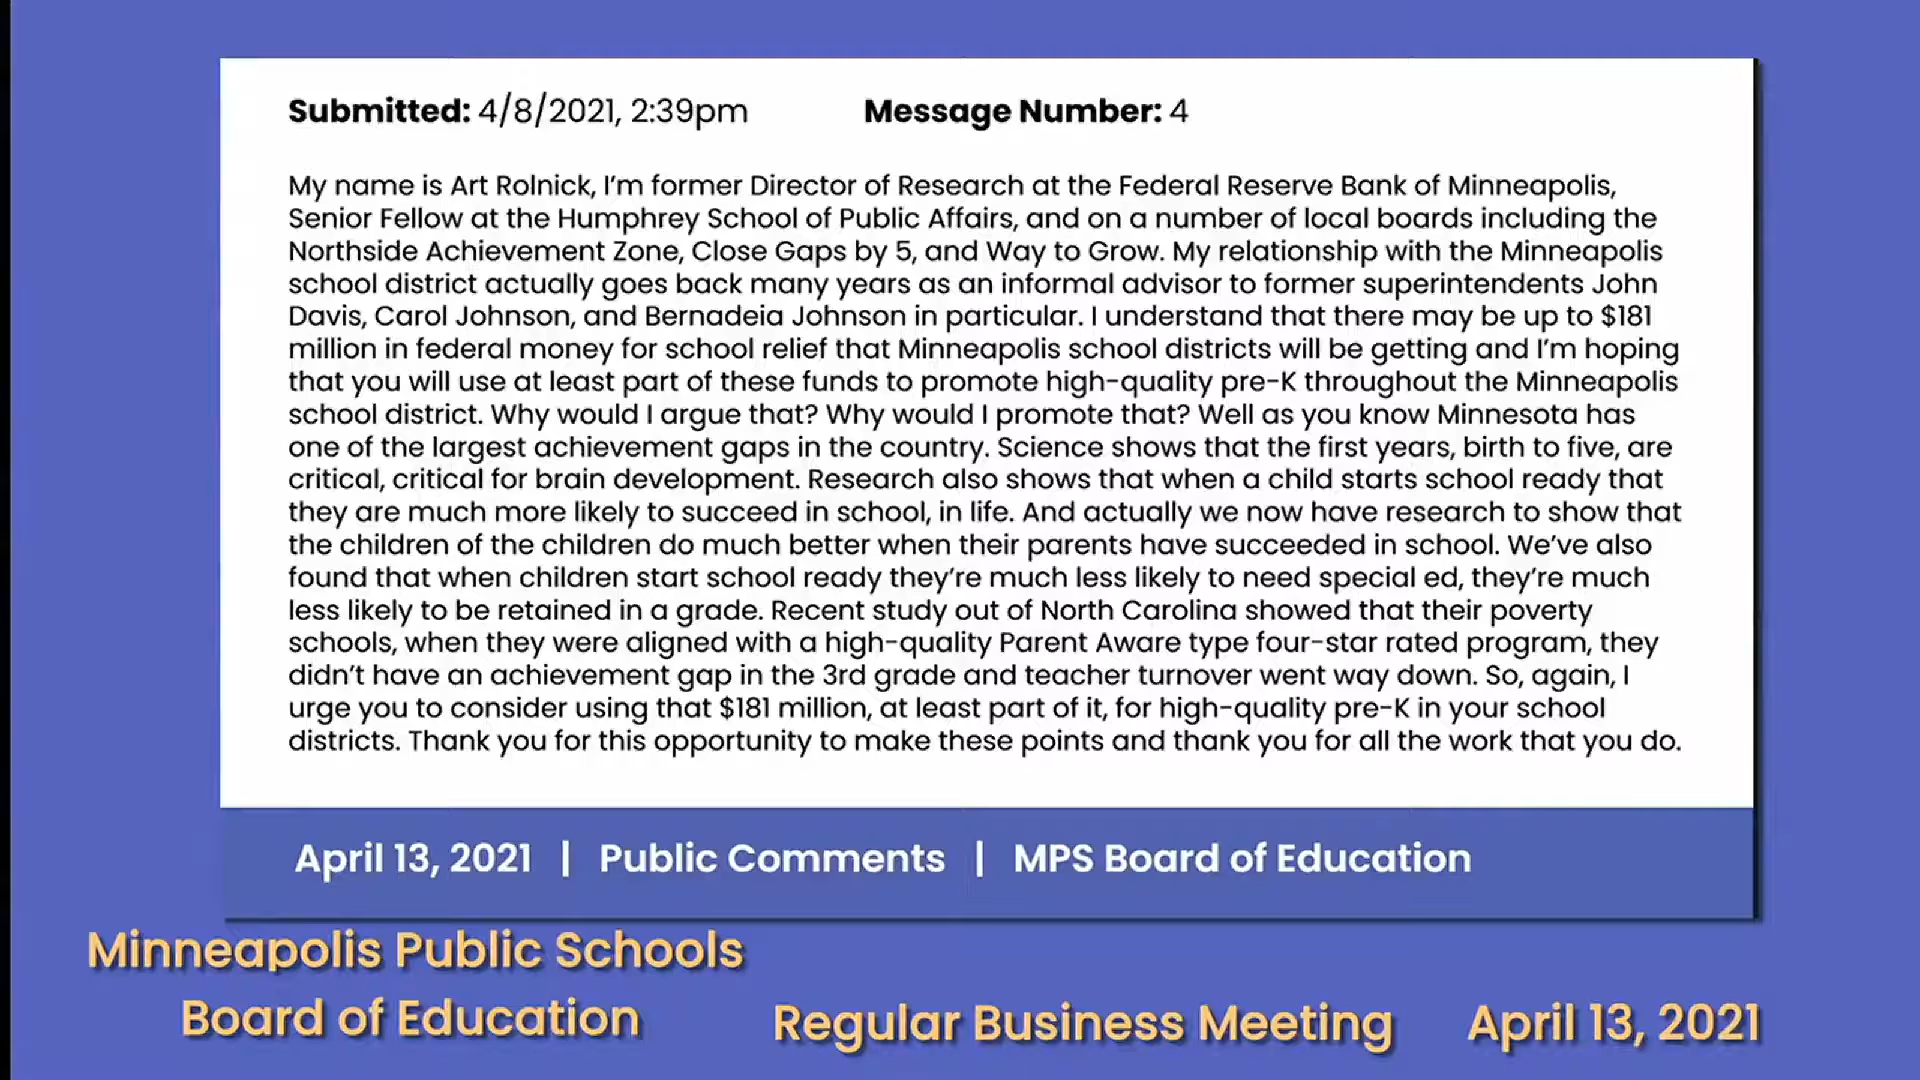 Submitted: 4/8/2021, 2:39pm Message Number: 4
My name is Art Rolnick, I'm former Director of Research at the Federal Reserve Bank of Minneapolis,
Senior Fellow at the Humphrey School of Public Affairs, and on a number of local boards including the
Northside Achievement Zone, Close Gaps by 5, and Way to Grow. My relationship with the Minneapolis
school district actually goes back many years as an informal advisor to former superintendents John
Davis, Carol Johnson, and Bernadeia Johnson in particular. I understand that there may be up to $181
million in federal money for school relief that Minneapolis school districts will be getting and I'm hoping
that you will use at least part of these funds to promote high-quality pre-K throughout the Minneapolis
school district. Why would I argue that? Why would I promote that? Well as you know Minnesota has
one of the largest achievement gaps in the country. Science shows that the first years, birth to five, are
critical, critical for brain development. Research also shows that when a child starts school ready that
they are much more likely to succeed in school, in life. And actually we now have research to show that
the children of the children do much better when their parents have succeeded in school. We've also
found that when children start school ready they're much less likely to need special ed, they're much
less likely to be retained in a grade. Recent study out of North Carolina showed that their poverty
schools, when they were aligned with a high-quality Parent Aware type four-star rated program, they
didn't have an achievement gap in the 3rd grade and teacher turnover went way down. So, again, I
urge you to consider using that $181 million, at least part of it, for high-quality pre-K in your school
districts. Thank you for this opportunity to make these points and thank you for all the work that you do.
April 13, 2021 | Public Comments | MPS Board of Education
Minneapolis Public Schools
Board of Education
Regular Business Meeting April 13, 2021